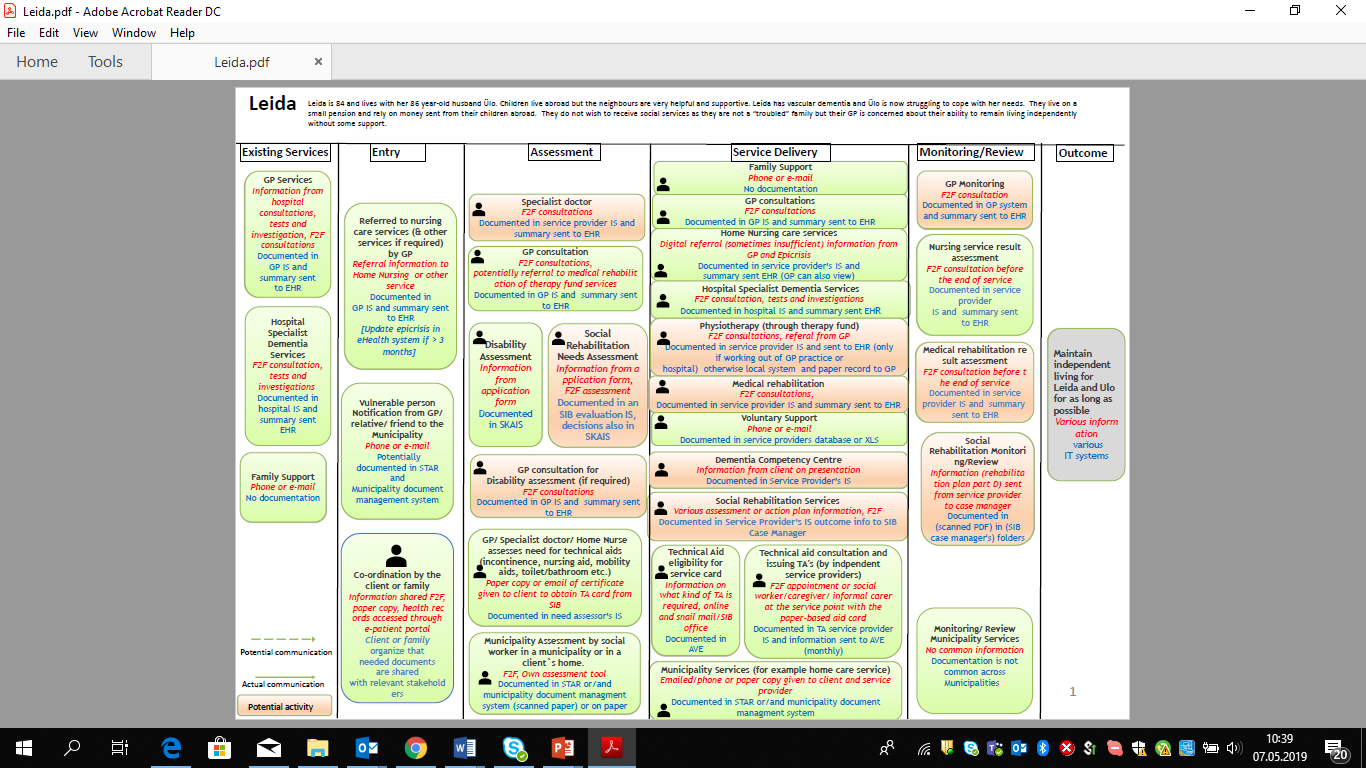 Leida.pdf - Adobe Acrobat Reader DC
File Edit View Window Help
Home Tools Leida.pdf ×
Leida
Leida is 84 and lives with her 86 year-old husband Ülo. Children live abroad but the neighbours are very helpful and supportive. Leida has vascular dementia and Ülo is now struggling to cope with her needs. They live on a
small pension and rely on money sent from their children abroad. They do not wish to receive social services as they are not a "troubled" family but their GP is concerned about their ability to remain living independently
without some support.
Existing Services
GP Services
Information from
hospital
consultations,
tests and
investigation, F2F
consultations
Documented in
GP IS and
summary sent
to EHR
Hospital
Specialist
Dementia
Services
F2F consultation,
tests and
investigations
Documented in
hospital IS and
summary sent
EHR
Family Support
Phone or e-mail
No documentation
Potential communication
Actual communication
Potential activity
Entry
Referred to nursing
care services (& other
services if required)
by GP
Referral information to
Home Nursing or other
service
Documented in
GP IS and summary sent
to EHR
[Update epicrisis in
eHealth system if > 3
months]
Vulnerable person
Notification from GP/
relative/ friend to the
Municipality
Phone or e-mail
Potentially
documented in STAR
and
Municipality document
management system
Co-ordination by the
client or family
Information shared F2F,
paper copy, health rec
ords accessed through
e-patient portal
Client or family
organize that
needed documents
are shared
with relevant stakehold
ers
Assessment
Specialist doctor
F2F consultations
Documented in service provider IS and
summary sent to EHR
GP consultation
F2F consultations,
potentially referral to medical rehabilit
ation of therapy fund services
Documented in GP IS and summary sent
to EHR
Disability
Assessment
Information
from
application
form
Documented
in SKAIS
Social
Rehabilitation
Needs Assessment
Information from a
pplication form,
F2F assessment
Documented in an
SIB evaluation IS,
decisions also in
SKAIS
GP consultation for
Disability assessment (if required)
F2F consultations
Documented in GP IS and summary sent
to EHR
GP/ Specialist doctor/ Home Nurse
assesses need for technical aids
(incontinence, nursing aid, mobility
aids, toilet/bathroom etc.)
Paper copy or email of certificate
given to client to obtain TA card from
SIB
Documented in need assessor's IS
Municipality Assessment by social
worker in a municipality or in a
client`s home.
F2F, Own assessment tool
Documented in STAR or/and
municipality document managment
system (scanned paper) or on paper
Service Delivery
Family Support
Phone or e-mail
No documentation
GP consultations
F2F consultations
Documented in GP IS and summary sent to EHR
Home Nursing care services
Digital referral (sometimes insufficient) information from
GP and Epicrisis
Documented in service provider's IS and
summary sent EHR (GP can also view)
Hospital Specialist Dementia Services
F2F consultation, tests and investigations
Documented in hospital IS and summary sent EHR
Physiotherapy (through therapy fund)
F2F consultations, referal from GP
Documented in service provider IS and sent to EHR (only
if working out of GP practice or
hospital) otherwise local system and paper record to GP
Medical rehabilitation
F2F consultations,
Documented in service provider IS and summary sent to EHR
Voluntary Support
Phone or e-mail
Documented in service providers database or XLS
Dementia Competency Centre
Information from client on presentation
Documented in Service Provider's IS
Social Rehabilitation Services
Various assessment or action plan information, F2F
Documented in Service Provider's IS outcome info to SIB
Case Manager
Technical Aid
eligibility for
service card
Information on
what kind of TA is
required, online
and snail mail/SIB
office
Documented in
AVE
Technical aid consultation and
issuing TA's (by indpendent
service providers)
F2F appointment or social
worker/caregiver/ informal carer
at the service point with the
paper-based aid card
Documented in TA service provider
IS and information sent to AVE
(monthly)
Municipality Services (for example home care service)
Emailed/phone or paper copy given to client and service
provider
Documented in STAR or/and municipality document
managment system
Monitoring/Review
GP Monitoring
F2F consultation
Documented in GP system
and summary sent to EHR
Nursing service result
assessment
F2F consultation before
the end of service
Documented in service
provider
IS and summary sent
to EHR
Medical rehabilitation re
sult assessment
F2F consultation before t
he end of service
Documented in service
provider IS and summary
sent to EHR
Social
Rehabilitation Monitori
ng/Review
Information (rehabilita
tion plan part D) sent
from service provider
to case manager
Documented in
(scanned PDF) in (SIB
case manager's) folders
Monitoring/ Review
Municipality Services
No common information
Documentation is not
common across
Municipalities
Outcome
Maintain
independent
living for
Leida and Ulo
for as long as
possible
Various inform
ation
various
IT systems
1
10:39
07.05.2019
20